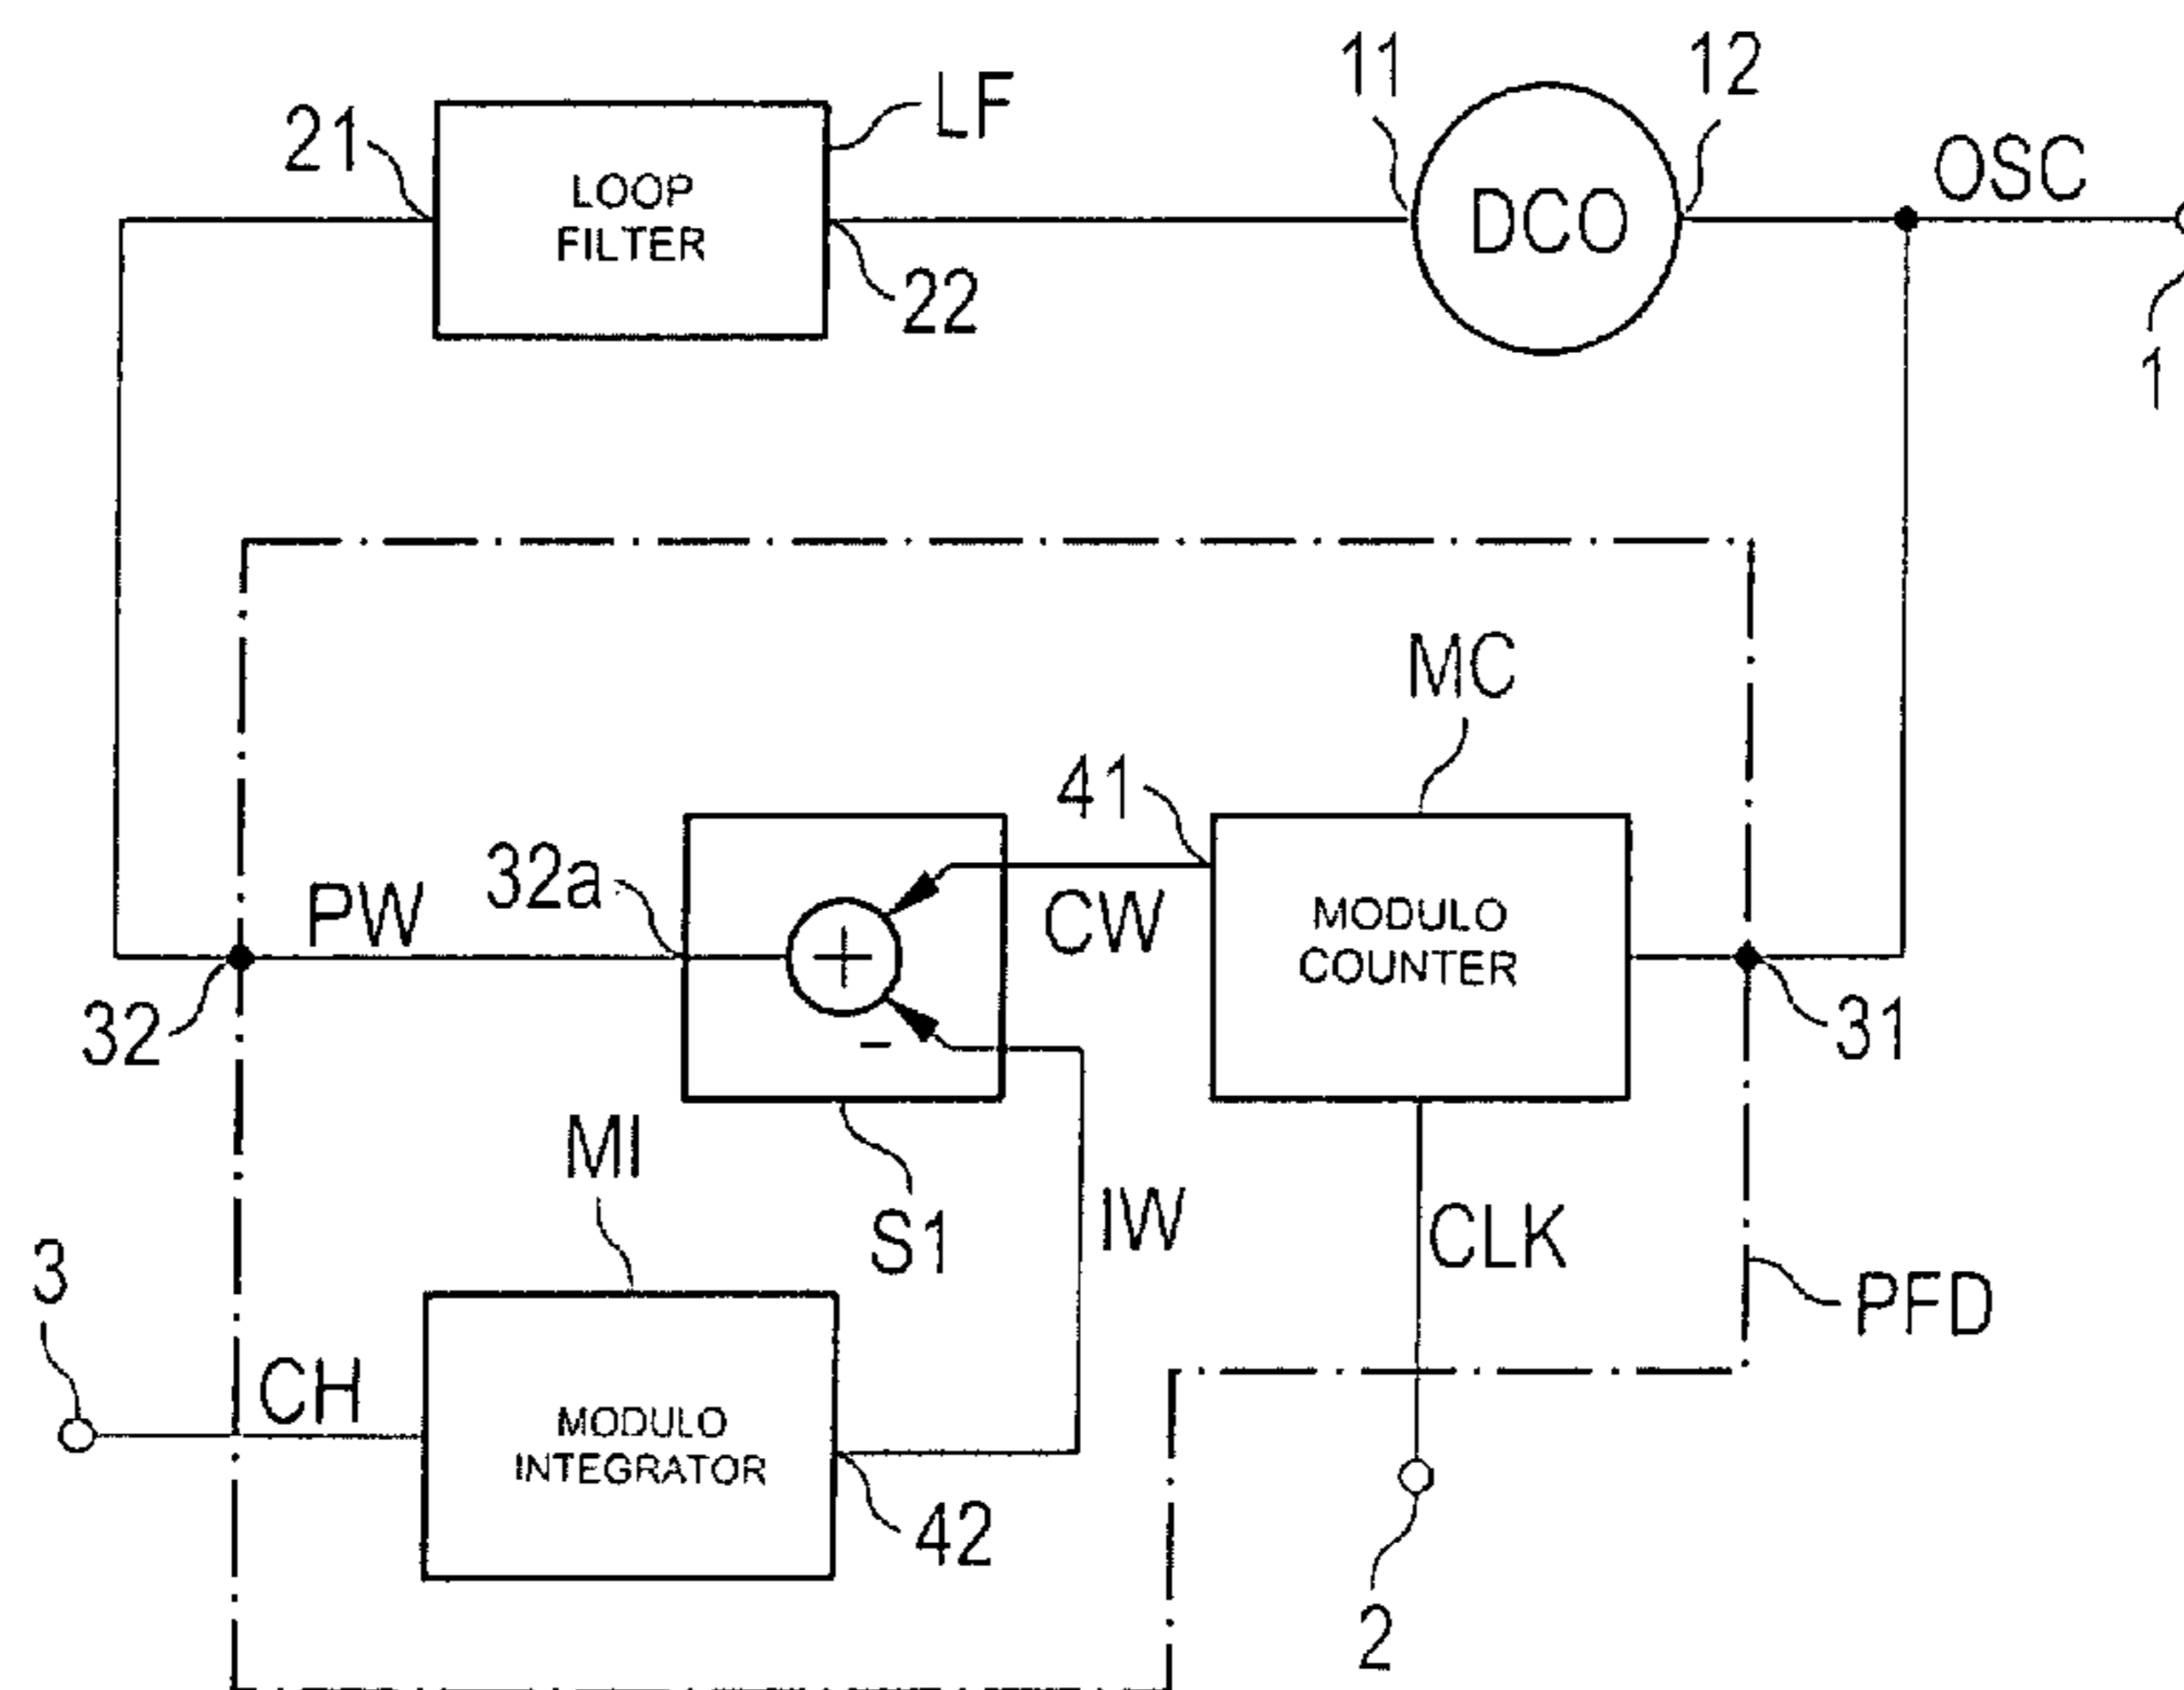 11
12
LF
21
OSC
LOOP
FILTER
DCO
22
1
MC
41
32a
PW
CW
MODULO
COUNTER
32
31
-
MI
S1
IW
CLK
3
PFD
CH
MODULO
INTEGRATOR
42
2